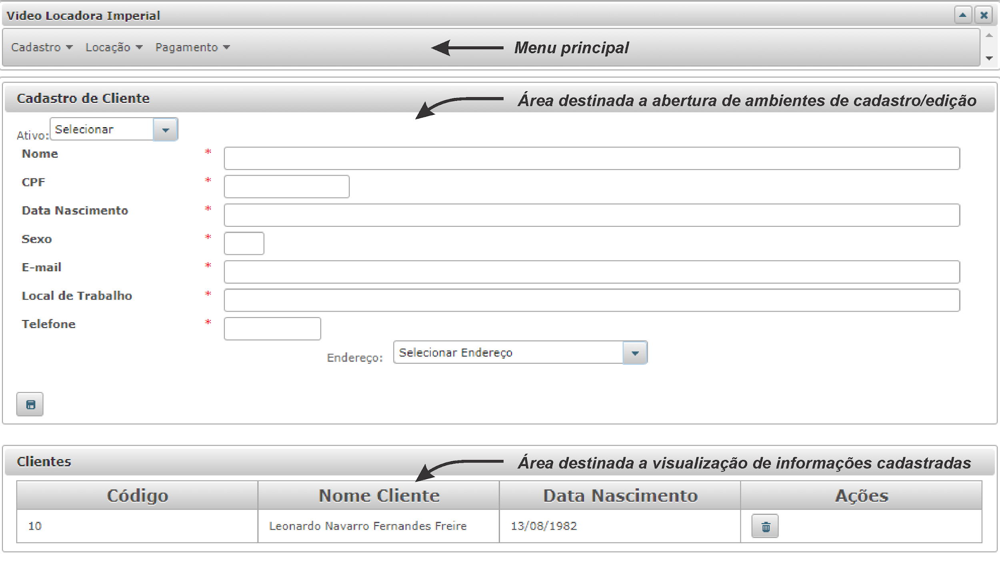 Video Locadora Imperial
Cadastro Locação Pagamento
Menu principal
Cadastro de Cliente
Área destinada a abertura de ambientes de cadastro/edição
Ativo: Selecionar
Nome *
CPF *
Data Nascimento *
Sexo *
E-mail *
Local de Trabalho *
Telefone *
Endereço: Selecionar Endereço
Clientes
Área destinada a visualização de informações cadastradas
Código Nome Cliente Data Nascimento Ações
10 Leonardo Navarro Fernandes Freire 13/08/1982